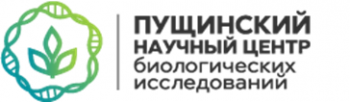 ПУЩИНСКИЙ
НАУЧНЫЙ ЦЕНТР
биологических
исследований